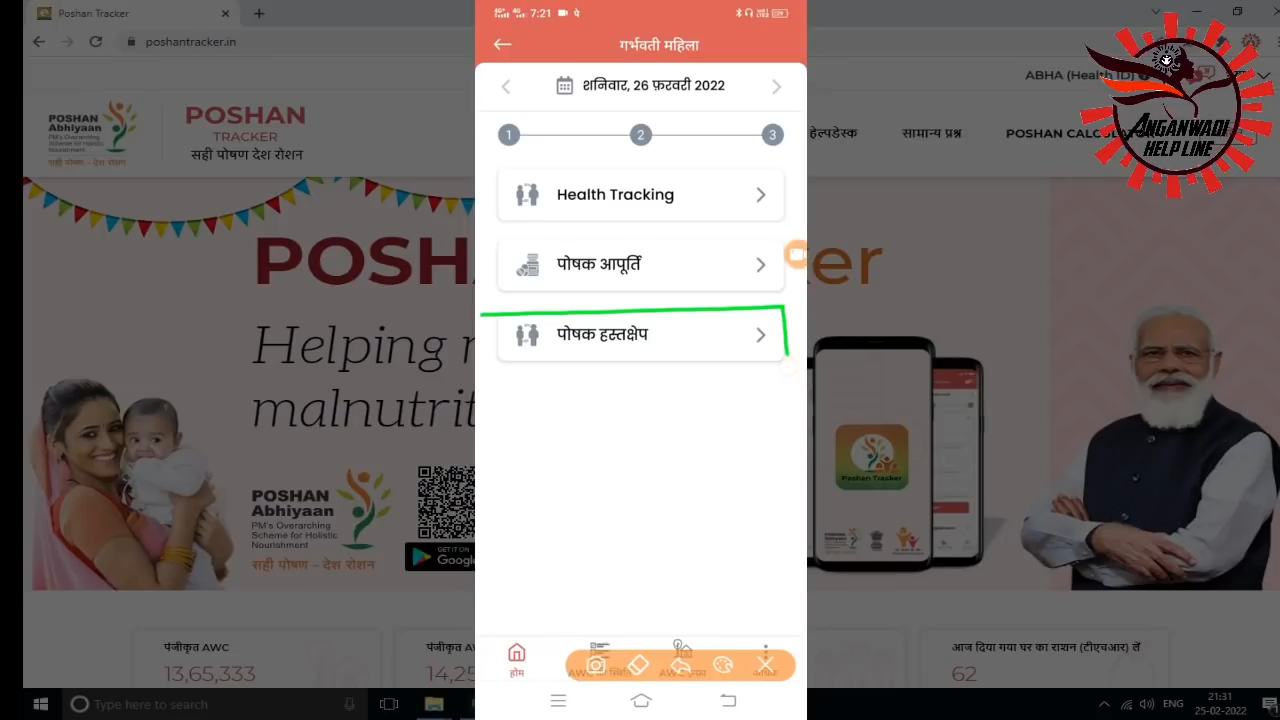 Poshan Tracker
poshantracker.in
POSHAN
Abhiyaan
PM's Overarching
Scheme for Holistic
Nourishment
सही पोषण - देश रोशन
POSHAN
TRACKER
सही पोषण देश रोशन
ABHA (Health ID)
हेल्पडेस्क
सामान्य प्रश्न
POSHAN CALCULATO
ANGANWADI
HELP LINE
7:21
गर्भवती महिला
शनिवार, 26 फ़रवरी 2022
1
2
3
Health Tracking
पोषक आपूर्ति
पोषक हस्तक्षेप
होम
POSH
ker
Helping
malnutrit
POSHAN
Abhiyaan
PM's Overarching
Scheme for Holistic
Nourishment
सही पोषण - देश रोशन
GET IT ON
Google
Poshan Tracker
पंजीकृत AWC
13,65,333
पंजीकृत AW
14,25
आज दिया गया घर का राशन (टीएचआर) लें
62
Type here to search
ENG
21:31
25-02-2022